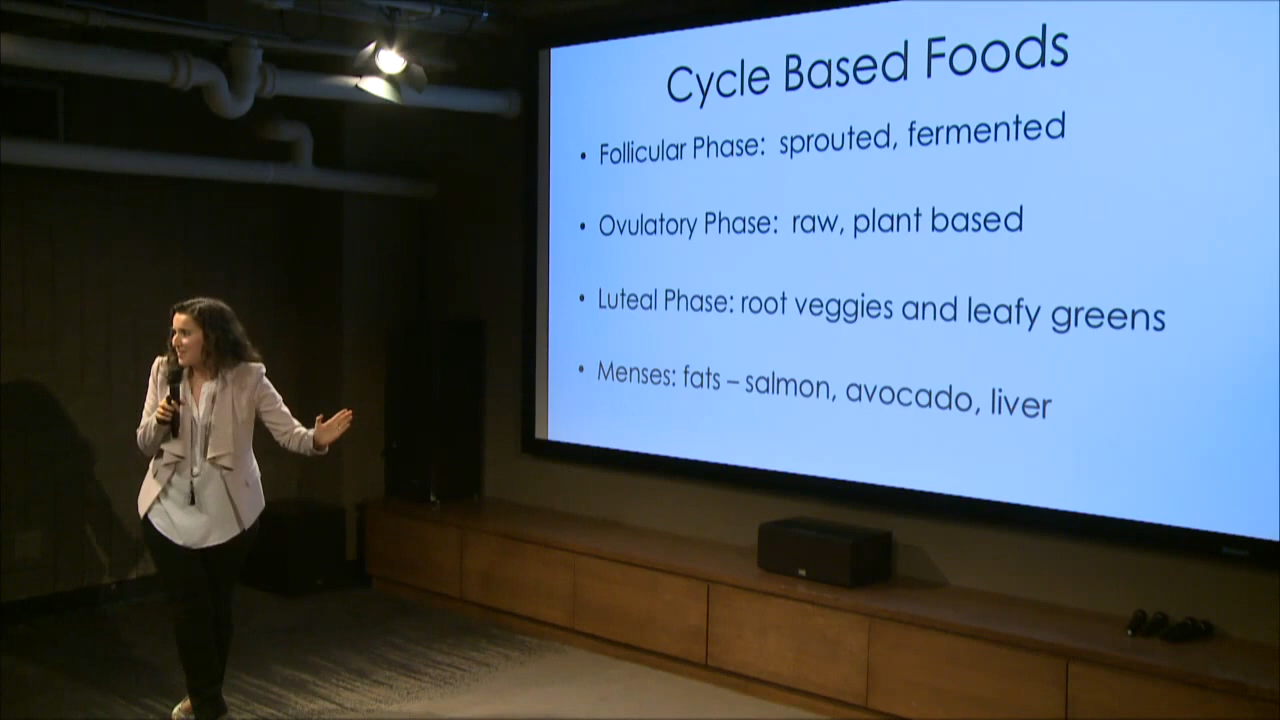 Cycle Based Foods
• Follicular Phase: sprouted, fermented
• Ovulatory Phase: raw, plant based
• Luteal Phase: root veggies and leafy greens
• Menses: fats – salmon, avocado, liver